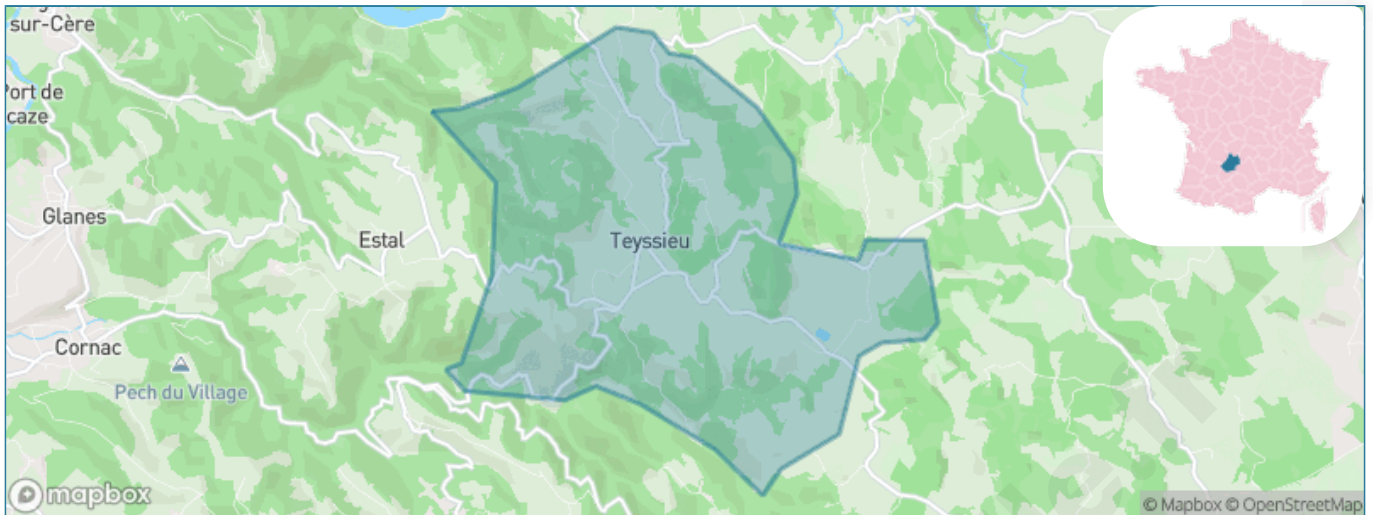 sur-Cère
Port de
caze
Glanes
Estal
Teyssieu
Cornac
Pech du Village
mapbox
© Mapbox © OpenStreetMap